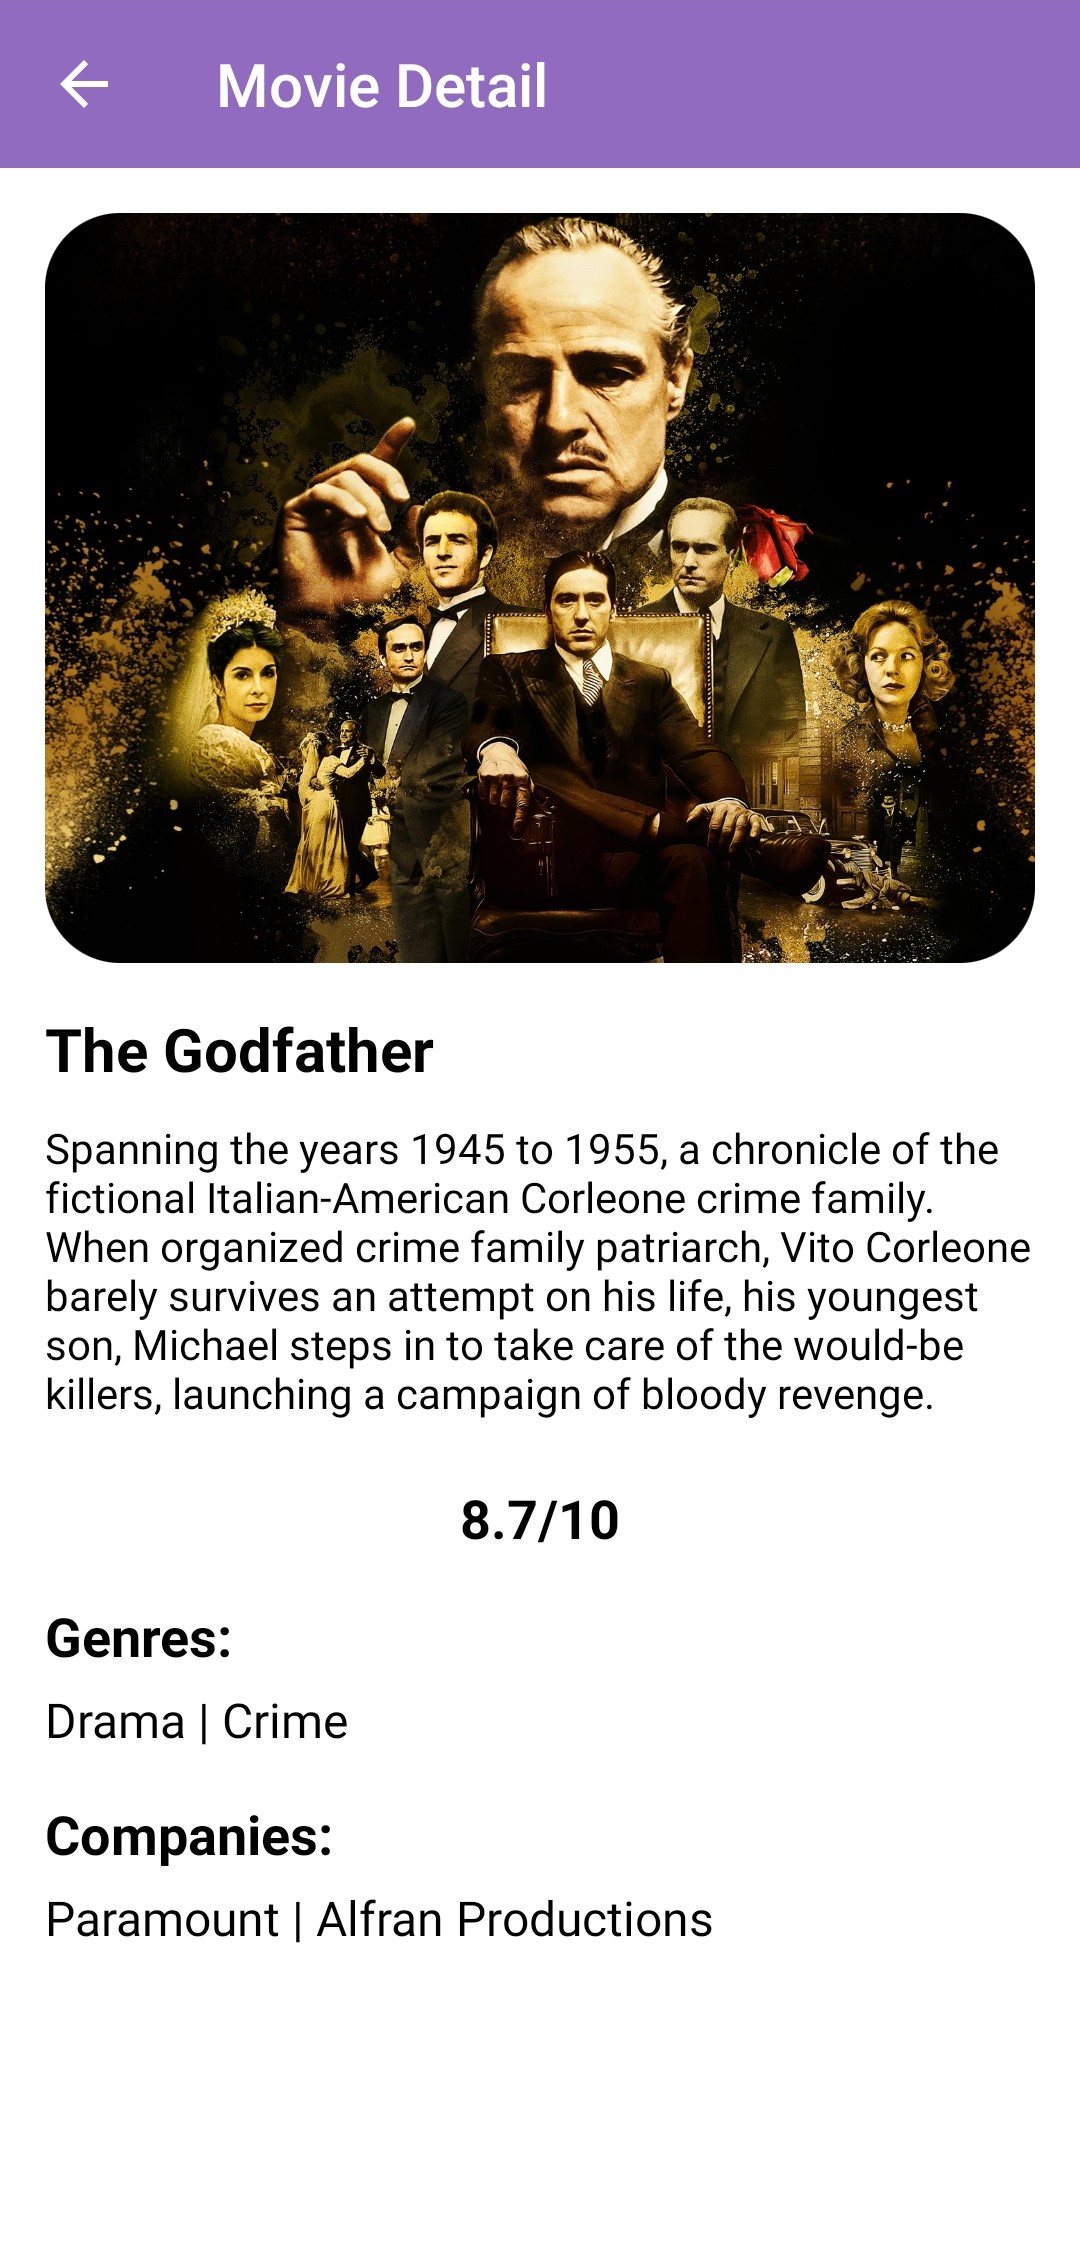 Movie Detail
The Godfather
Spanning the years 1945 to 1955, a chronicle of the
fictional Italian-American Corleone crime family.
When organized crime family patriarch, Vito Corleone
barely survives an attempt on his life, his youngest
son, Michael steps in to take care of the would-be
killers, launching a campaign of bloody revenge.
8.7/10
Genres:
Drama | Crime
Companies:
Paramount | Alfran Productions